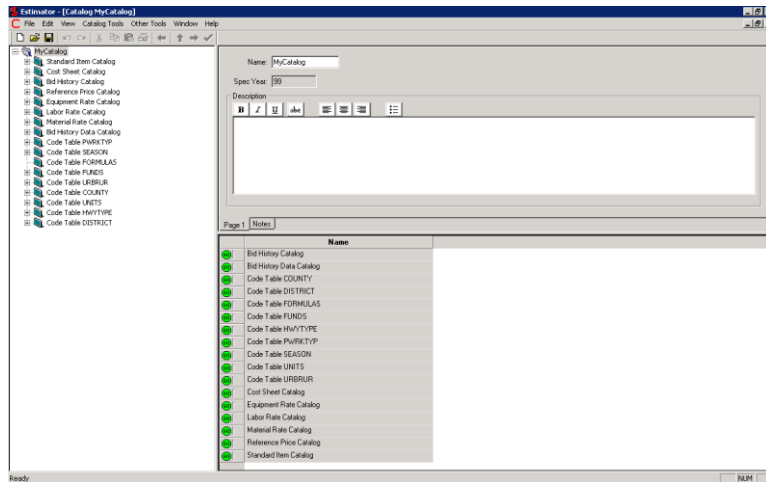 Estimator - [Catalog MyCatalog]
File Edit View Catalog Tools Other Tools Window Help
MyCatalog
Standard Item Catalog
Cost Sheet Catalog
Bid History Catalog
Reference Price Catalog
Equipment Rate Catalog
Labor Rate Catalog
Material Rate Catalog
Bid History Data Catalog
Code Table PWRKTYP
Code Table SEASON
Code Table FORMULAS
Code Table FUNDS
Code Table URBRUR
Code Table COUNTY
Code Table UNITS
Code Table HWYTYPE
Code Table DISTRICT
Name: MyCatalog
Spec Year: 99
Description
B I U abc
Page 1 Notes
Name
Bid History Catalog
Bid History Data Catalog
Code Table COUNTY
Code Table DISTRICT
Code Table FORMULAS
Code Table FUNDS
Code Table HWYTYPE
Code Table PWRKTYP
Code Table SEASON
Code Table UNITS
Code Table URBRUR
Cost Sheet Catalog
Equipment Rate Catalog
Labor Rate Catalog
Material Rate Catalog
Reference Price Catalog
Standard Item Catalog
Ready NUM